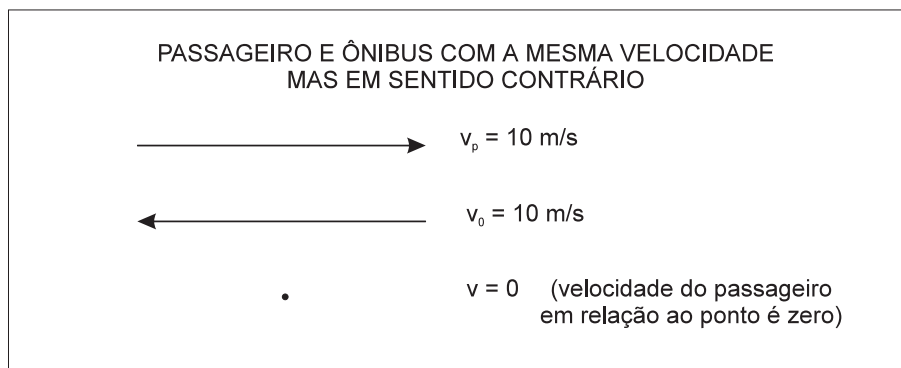 PASSAGEIRO E ÔNIBUS COM A MESMA VELOCIDADE
MAS EM SENTIDO CONTRÁRIO
vₚ = 10 m/s
v₀ = 10 m/s
v = 0 (velocidade do passageiro
em relação ao ponto é zero)